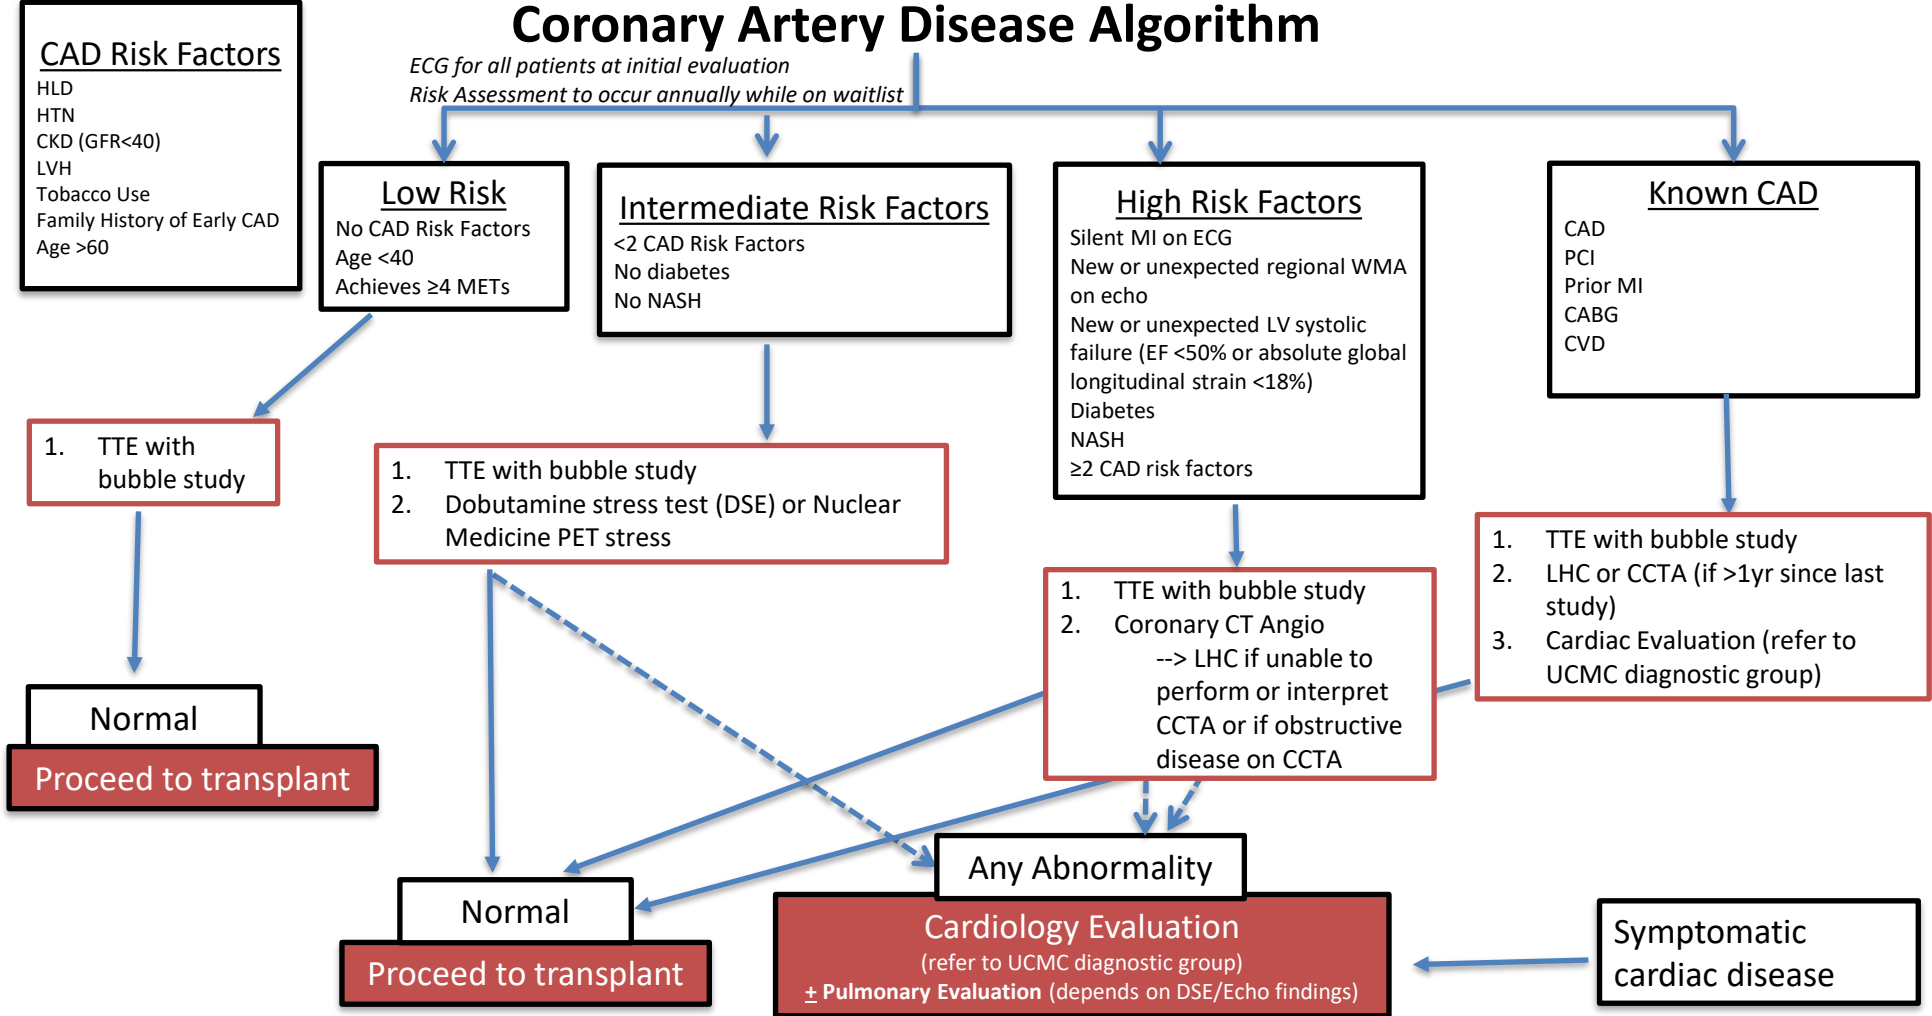 Coronary Artery Disease Algorithm
ECG for all patients at initial evaluation
Risk Assessment to occur annually while on waitlist
CAD Risk Factors
HLD
HTN
CKD (GFR<40)
LVH
Tobacco Use
Family History of Early CAD
Age >60
Low Risk
No CAD Risk Factors
Age <40
Achieves ≥4 METs
Intermediate Risk Factors
<2 CAD Risk Factors
No diabetes
No NASH
High Risk Factors
Silent MI on ECG
New or unexpected regional WMA
on echo
New or unexpected LV systolic
failure (EF <50% or absolute global
longitudinal strain <18%)
Diabetes
NASH
≥2 CAD risk factors
Known CAD
CAD
PCI
Prior MI
CABG
CVD
1. TTE with
bubble study
1. TTE with bubble study
2. Dobutamine stress test (DSE) or Nuclear
Medicine PET stress
1. TTE with bubble study
2. Coronary CT Angio
--> LHC if unable to
perform or interpret
CCTA or if obstructive
disease on CCTA
1. TTE with bubble study
2. LHC or CCTA (if >1yr since last
study)
3. Cardiac Evaluation (refer to
UCMC diagnostic group)
Normal
Proceed to transplant
Normal
Proceed to transplant
Any Abnormality
Cardiology Evaluation
(refer to UCMC diagnostic group)
± Pulmonary Evaluation (depends on DSE/Echo findings)
Symptomatic
cardiac disease